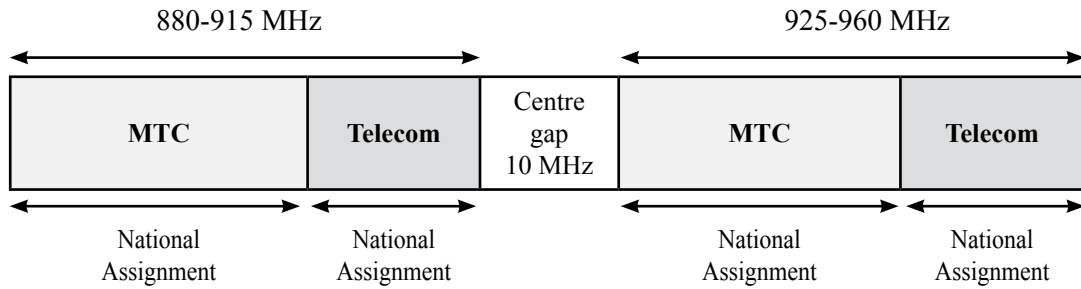 880-915 MHz
925-960 MHz
MTC
Telecom
Centre
gap
10 MHz
MTC
Telecom
National
Assignment
National
Assignment
National
Assignment
National
Assignment